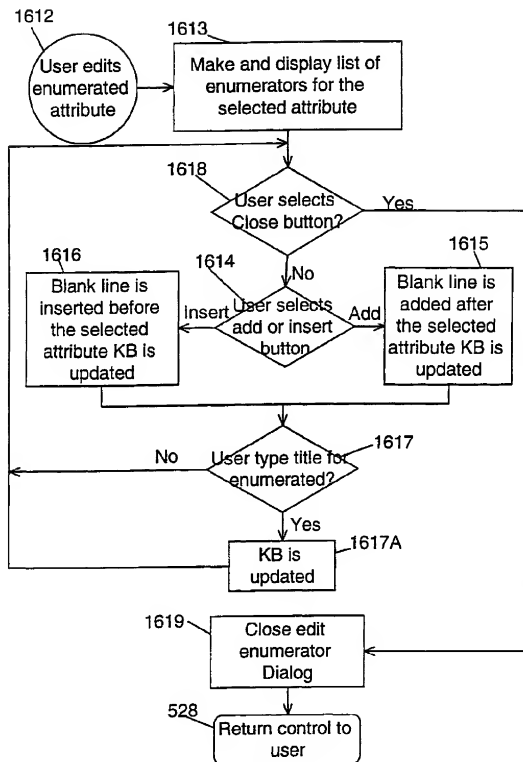 1612
User edits
enumerated
attribute
1613
Make and display list of
enumerators for the
selected attribute
1618
User selects
Close button?
Yes
No
1616
Blank line is
inserted before
the selected
attribute KB is
updated
Insert
1614
User selects
add or insert
button
Add
1615
Blank line is
added after
the selected
attribute KB is
updated
No
User type title for
enumerated?
1617
Yes
KB is
updated
1617A
1619
Close edit
enumerator
Dialog
528
Return control to
user